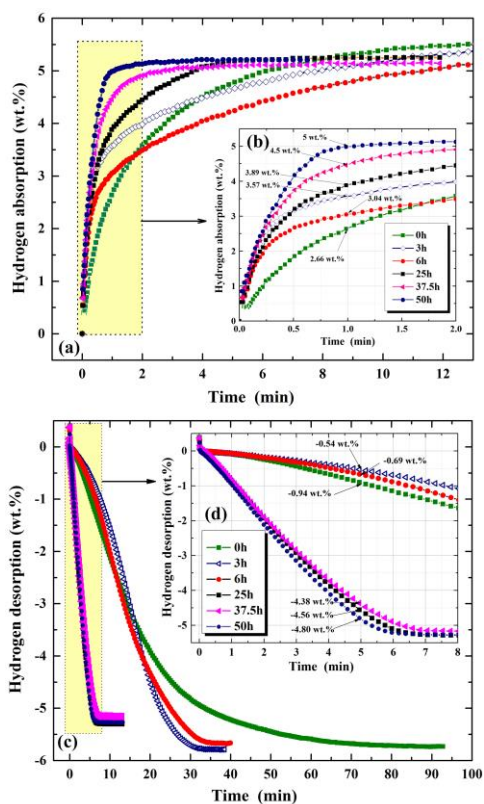 6
5
4
3
2
1
0
Hydrogen absorption (wt.%)
(a)
(b)
5 wt.%
4.5 wt.%
3.89 wt.%
3.57 wt.%
3.04 wt.%
2.66 wt.%
0h
3h
6h
25h
37.5h
50h
Hydrogen absorption (wt.%)
5
4
3
2
1
0
0.0 0.5 1.0 1.5 2.0
Time (min)
0 2 4 6 8 10 12
Time (min)
0
-1
-2
-3
-4
-5
-6
Hydrogen desorption (wt.%)
(c)
(d)
-0.54 wt.%
-0.69 wt.%
-0.94 wt.%
0h
3h
6h
25h
37.5h
50h
-4.38 wt.%
-4.56 wt.%
-4.80 wt.%
Hydrogen desorption (wt.%)
0
-1
-2
-3
-4
-5
0 1 2 3 4 5 6 7 8
Time (min)
0 10 20 30 40 50 60 70 80 90 100
Time (min)